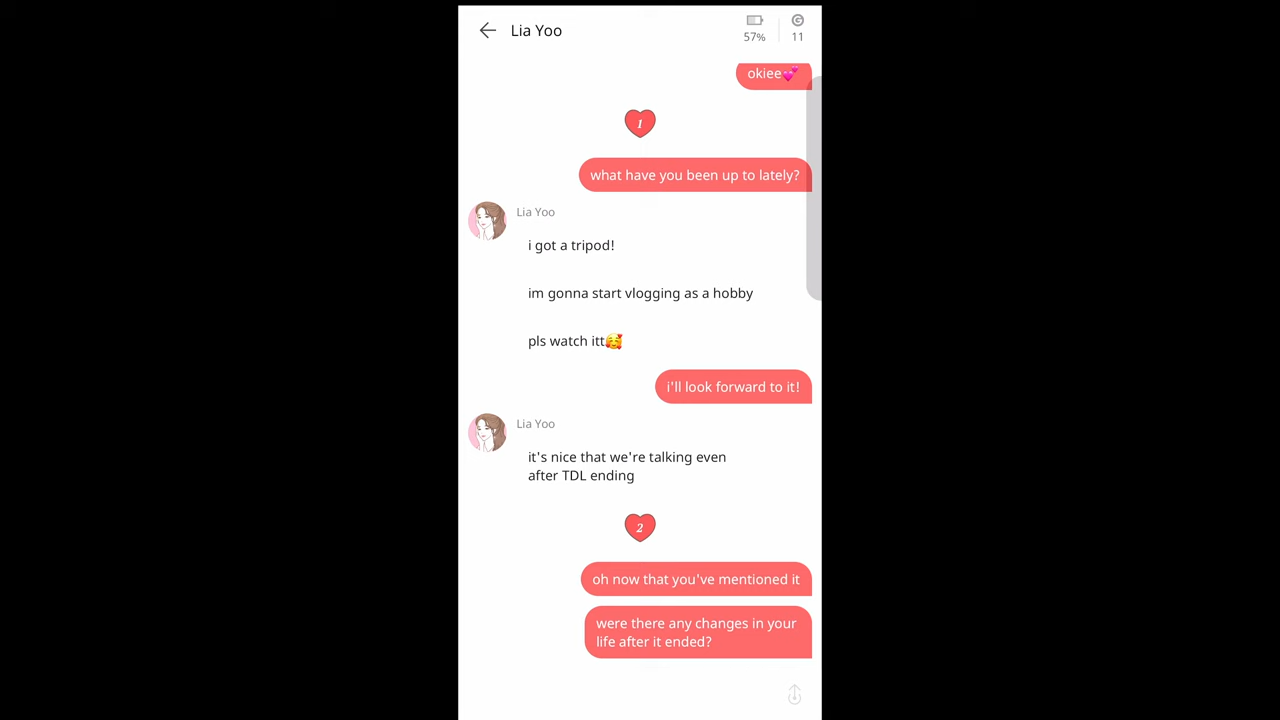 Lia Yoo
57%
11
okiee💕
1
what have you been up to lately?
Lia Yoo
i got a tripod!
im gonna start vlogging as a hobby
pls watch itt🥰
i'll look forward to it!
Lia Yoo
it's nice that we're talking even
after TDL ending
2
oh now that you've mentioned it
were there any changes in your
life after it ended?